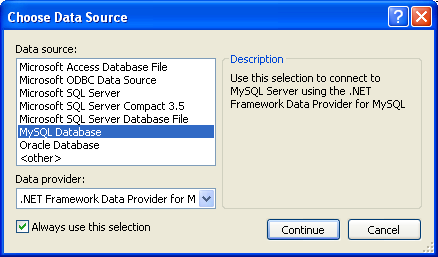 Choose Data Source
Data source:
Microsoft Access Database File
Microsoft ODBC Data Source
Microsoft SQL Server
Microsoft SQL Server Compact 3.5
Microsoft SQL Server Database File
MySQL Database
Oracle Database
<other>
Description
Use this selection to connect to
MySQL Server using the .NET
Framework Data Provider for MySQL
Data provider:
.NET Framework Data Provider for M
Always use this selection
Continue
Cancel